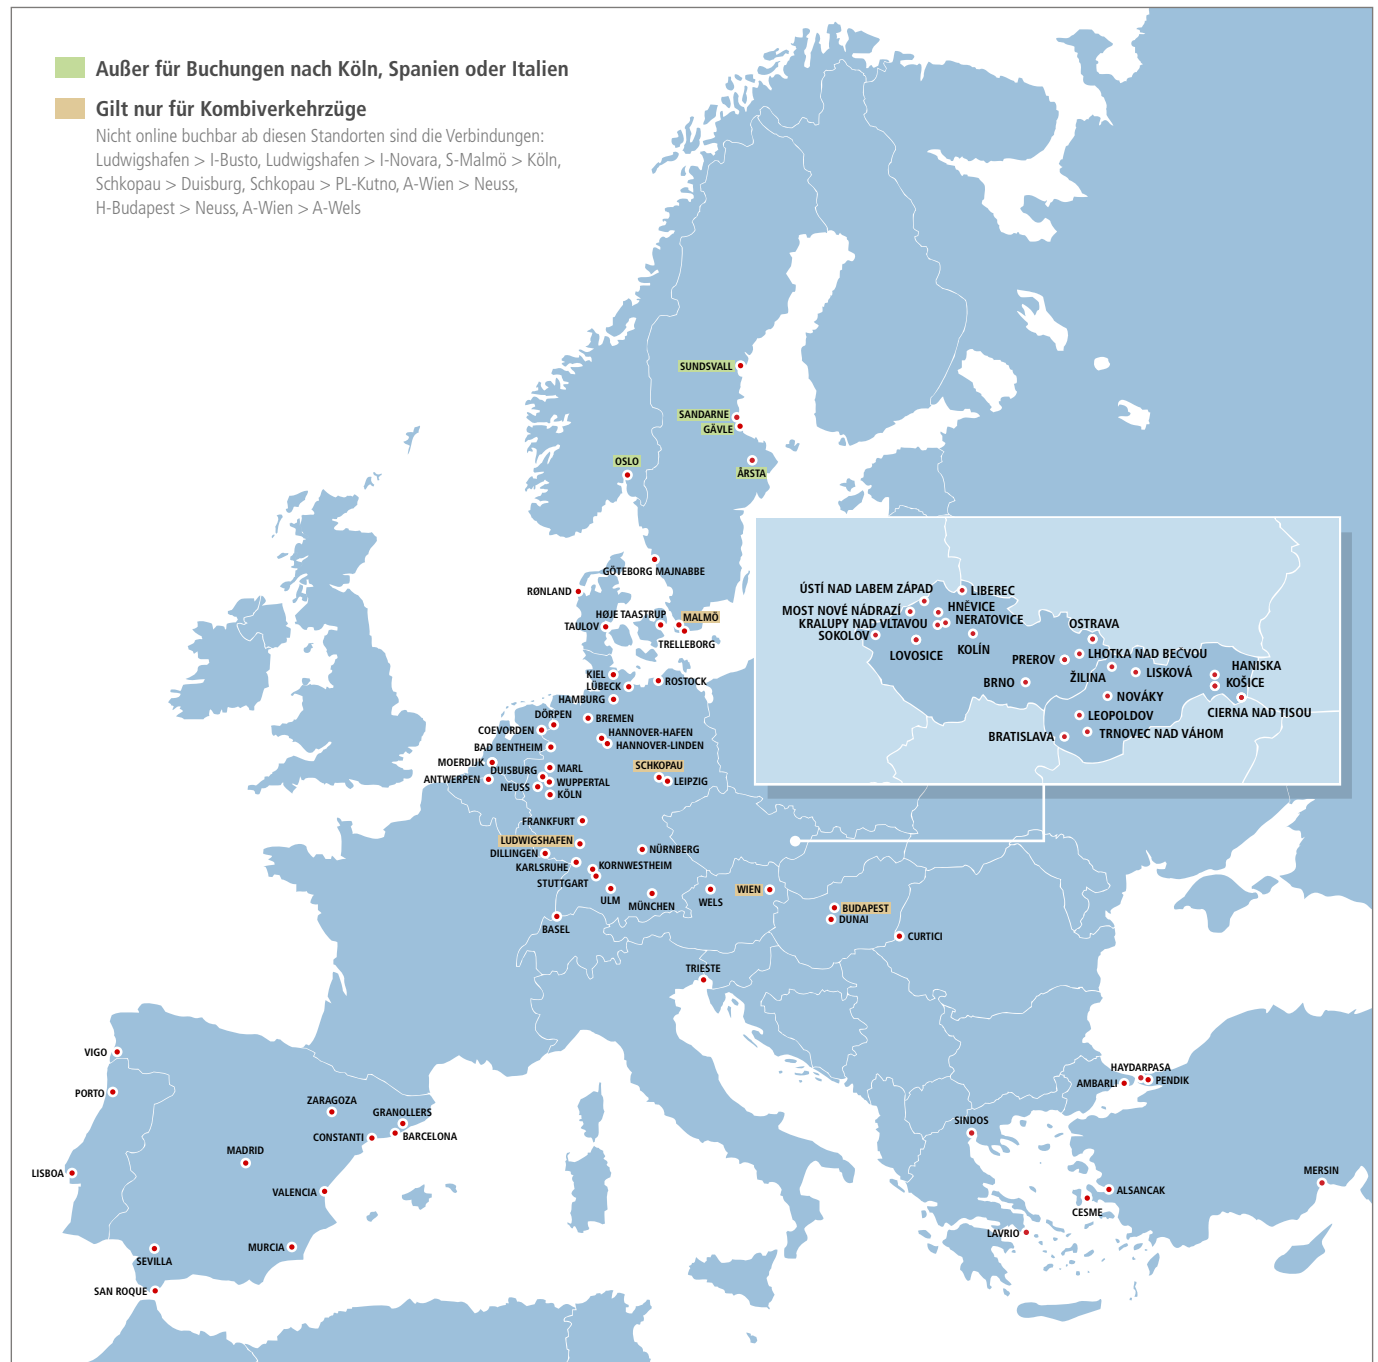 Außer für Buchungen nach Köln, Spanien oder Italien
Gilt nur für Kombiverkehrzüge
Nicht online buchbar ab diesen Standorten sind die Verbindungen:
Ludwigshafen > I-Busto, Ludwigshafen > I-Novara, S-Malmö > Köln,
Schkopau > Duisburg, Schkopau > PL-Kutno, A-Wien > Neuss,
H-Budapest > Neuss, A-Wien > A-Wels
SUNDSVALL
SANDARNE
GÄVLE
OSLO
ÅRSTA
GÖTEBORG MAJNABBE
RØNLAND
HØJE TAASTRUP
MALMÖ
TAULOV
TRELLEBORG
KIEL
LÜBECK
ROSTOCK
HAMBURG
DÖRPEN
BREMEN
COEVORDEN
HANNOVER-HAFEN
HANNOVER-LINDEN
BAD BENTHEIM
MOERDIJK
DUISBURG
MARL
SCHKOPAU
ANTWERPEN
WUPPERTAL
LEIPZIG
NEUSS
KÖLN
FRANKFURT
LUDWIGSHAFEN
DILLINGEN
NÜRNBERG
KARLSRUHE
KORNWESTHEIM
STUTTGART
ULM
MÜNCHEN
WELS
WIEN
BASEL
BUDAPEST
DUNAI
CURTICI
TRIESTE
ÚSTÍ NAD LABEM ZÁPAD
LIBEREC
MOST NOVÉ NÁDRAZÍ
HNĚVICE
KRALUPY NAD VLTAVOU
NERATOVICE
SOKOLOV
LOVOSICE
KOLÍN
OSTRAVA
PREROV
LHOTKA NAD BEČVOU
BRNO
ŽILINA
LISKOVÁ
HANISKA
KOŠICE
NOVÁKY
CIERNA NAD TISOU
LEOPOLDOV
BRATISLAVA
TRNOVEC NAD VÁHOM
VIGO
PORTO
ZARAGOZA
GRANOLLERS
CONSTANTI
BARCELONA
MADRID
LISBOA
VALENCIA
MURCIA
SEVILLA
SAN ROQUE
HAYDARPASA
AMBARLI
PENDIK
SINDOS
MERSIN
ALSANCAK
CESME
LAVRIO